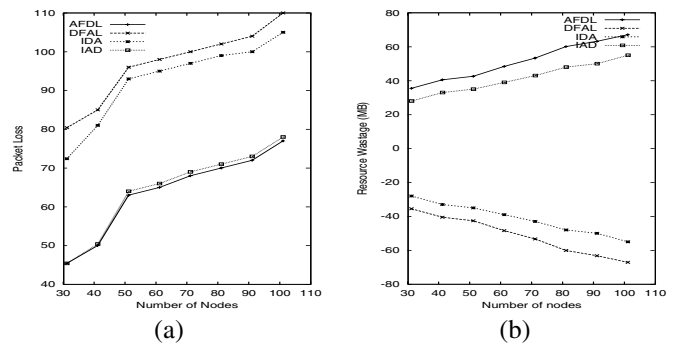 110
100
90
80
70
60
50
40
Packet Loss
AFDL
DFAL
IDA
IAD
30 40 50 60 70 80 90 100 110
Number of Nodes
(a)
80
60
40
20
0
-20
-40
-60
-80
Resource Wastage (MB)
AFDL
DFAL
IDA
IAD
30 40 50 60 70 80 90 100 110
Number of nodes
(b)